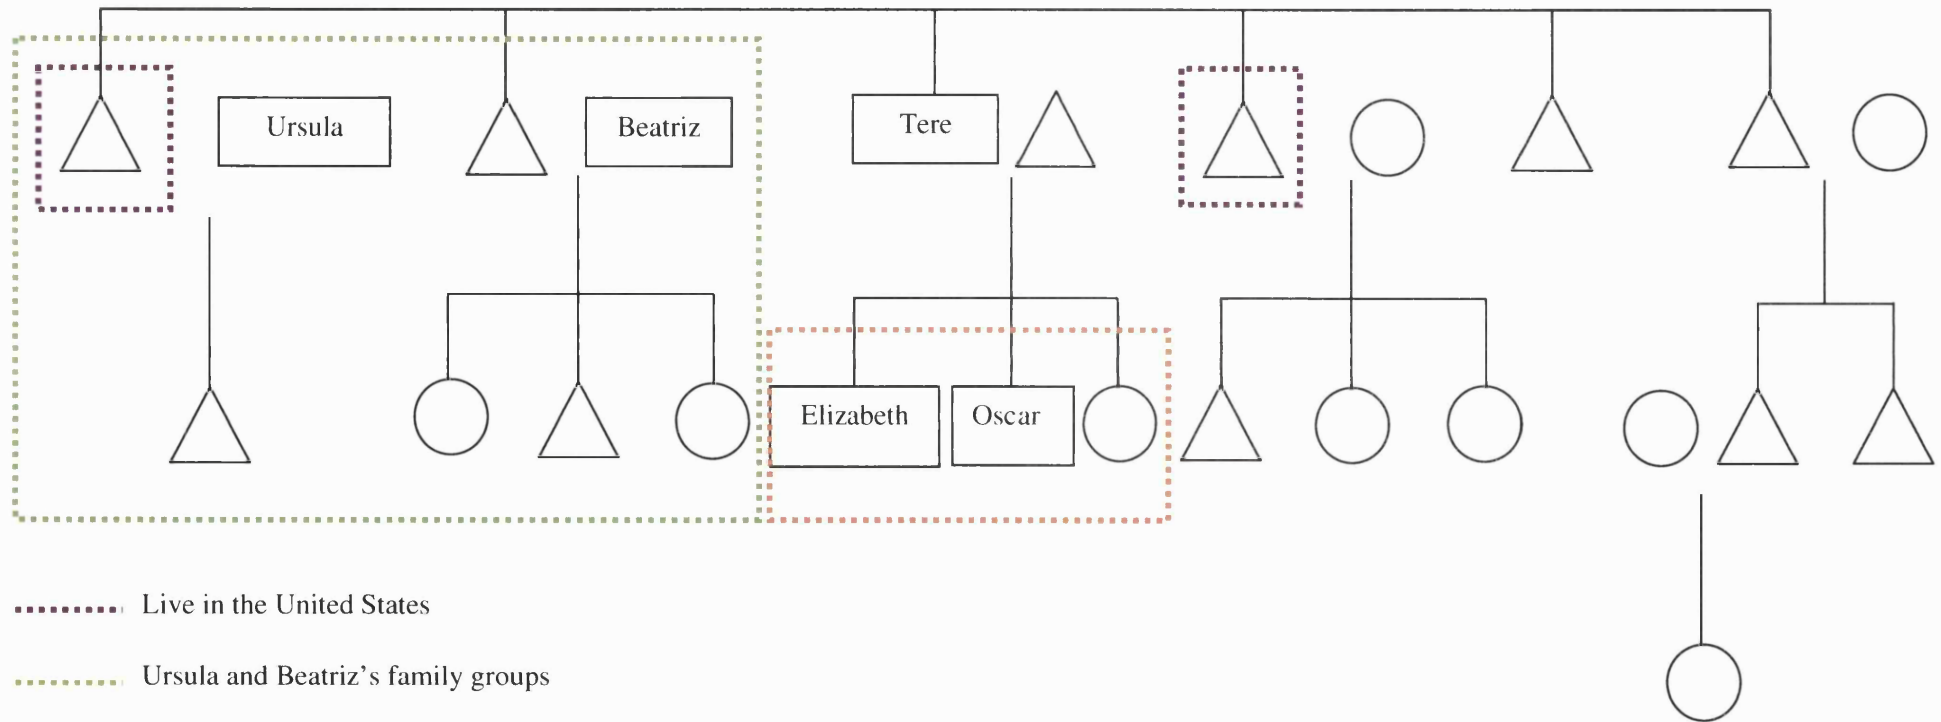 Ursula
Beatriz
Tere
Elizabeth
Oscar
Live in the United States
Ursula and Beatriz’s family groups